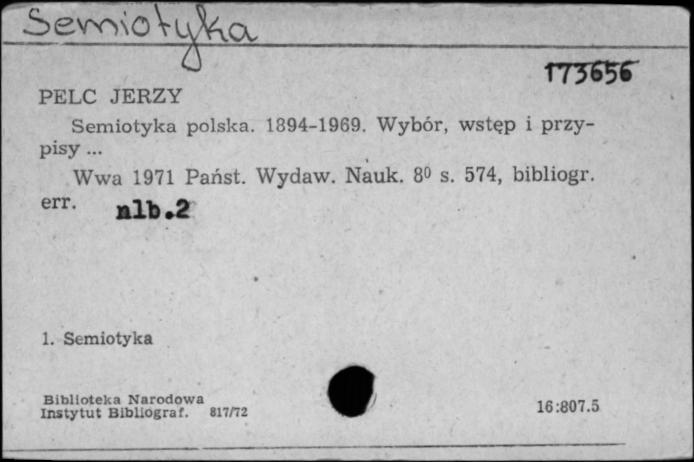 Semiotyka
173656
PELC JERZY
Semiotyka polska. 1894-1969. Wybór, wstęp i przy-
pisy ...
Wwa 1971 Państ. Wydaw. Nauk. 8⁰ s. 574, bibliogr.
err. nlb.2
1. Semiotyka
Biblioteka Narodowa
Instytut Bibliograf. 817/72
16:807.5